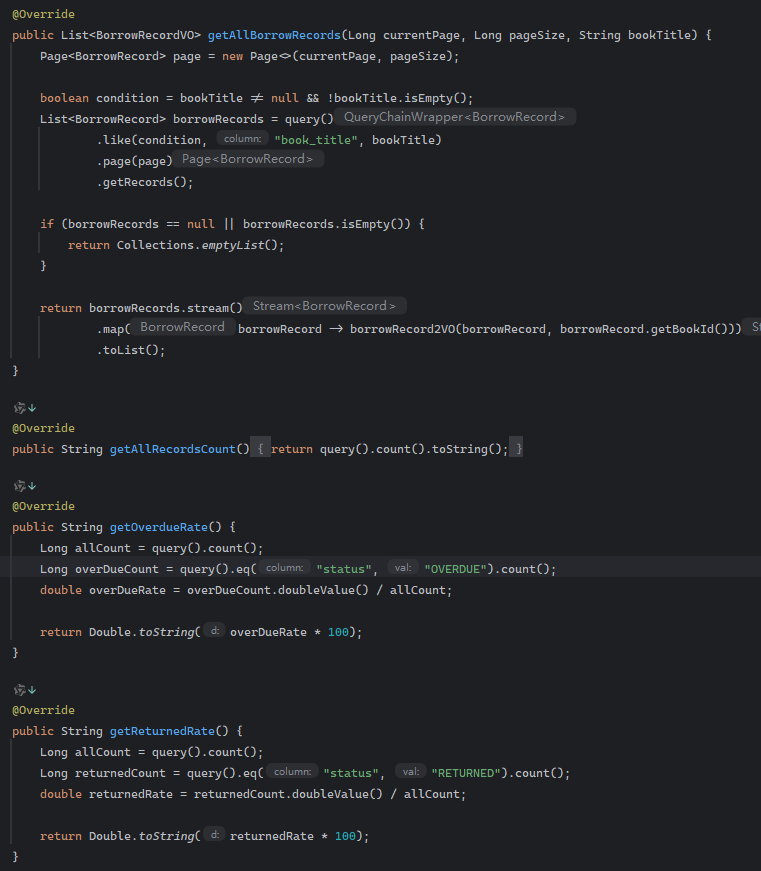 @Override
public List<BorrowRecordVO> getAllBorrowRecords(Long currentPage, Long pageSize, String bookTitle) {
    Page<BorrowRecord> page = new Page<>(currentPage, pageSize);

    boolean condition = bookTitle != null && !bookTitle.isEmpty();
    List<BorrowRecord> borrowRecords = query() QueryChainWrapper<BorrowRecord>
            .like(condition, column: "book_title", bookTitle)
            .page(page) Page<BorrowRecord>
            .getRecords();

    if (borrowRecords == null || borrowRecords.isEmpty()) {
        return Collections.emptyList();
    }

    return borrowRecords.stream() Stream<BorrowRecord>
            .map( BorrowRecord borrowRecord -> borrowRecord2VO(borrowRecord, borrowRecord.getBookId())) St
            .toList();
}

@Override
public String getAllRecordsCount() { return query().count().toString(); }

@Override
public String getOverdueRate() {
    Long allCount = query().count();
    Long overDueCount = query().eq( column: "status", val: "OVERDUE").count();
    double overDueRate = overDueCount.doubleValue() / allCount;

    return Double.toString( d: overDueRate * 100);
}

@Override
public String getReturnedRate() {
    Long allCount = query().count();
    Long returnedCount = query().eq( column: "status", val: "RETURNED").count();
    double returnedRate = returnedCount.doubleValue() / allCount;

    return Double.toString( d: returnedRate * 100);
}